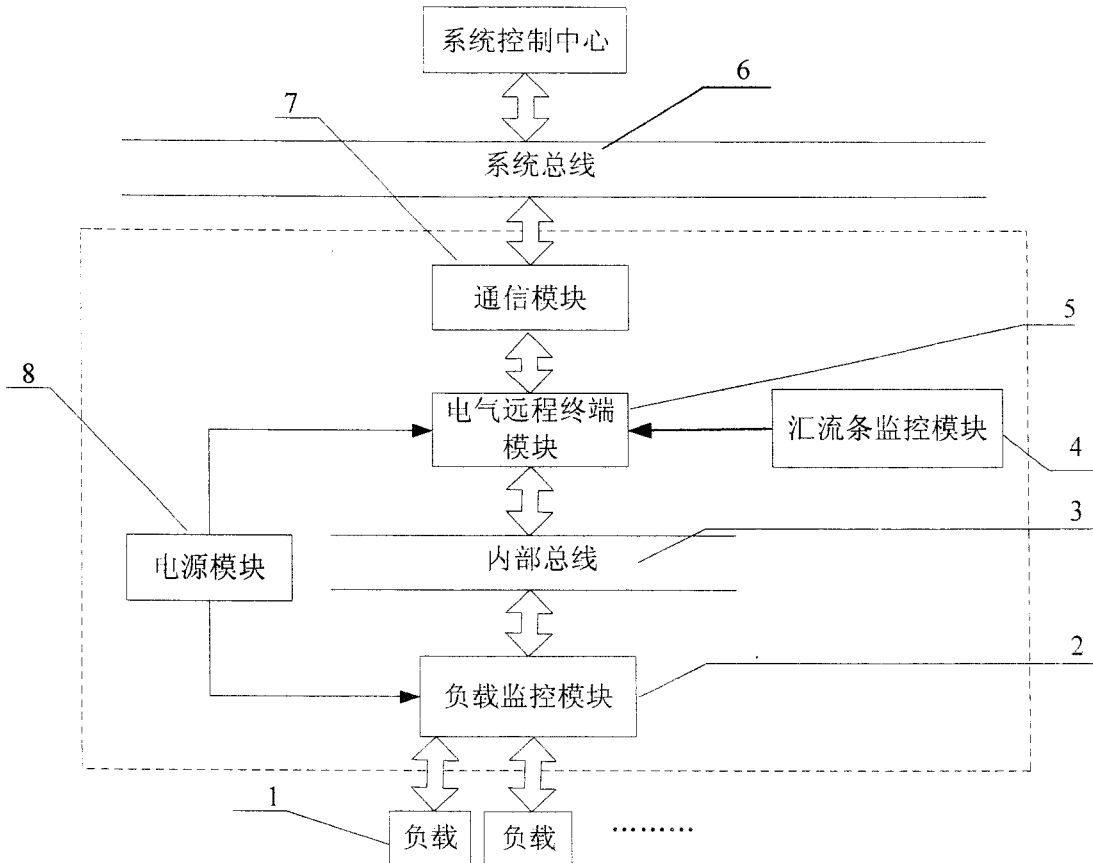 系统控制中心
6
7
系统总线
通信模块
5
8
电气远程终端
模块
汇流条监控模块
4
3
内部总线
电源模块
2
负载监控模块
1
负载
负载
………